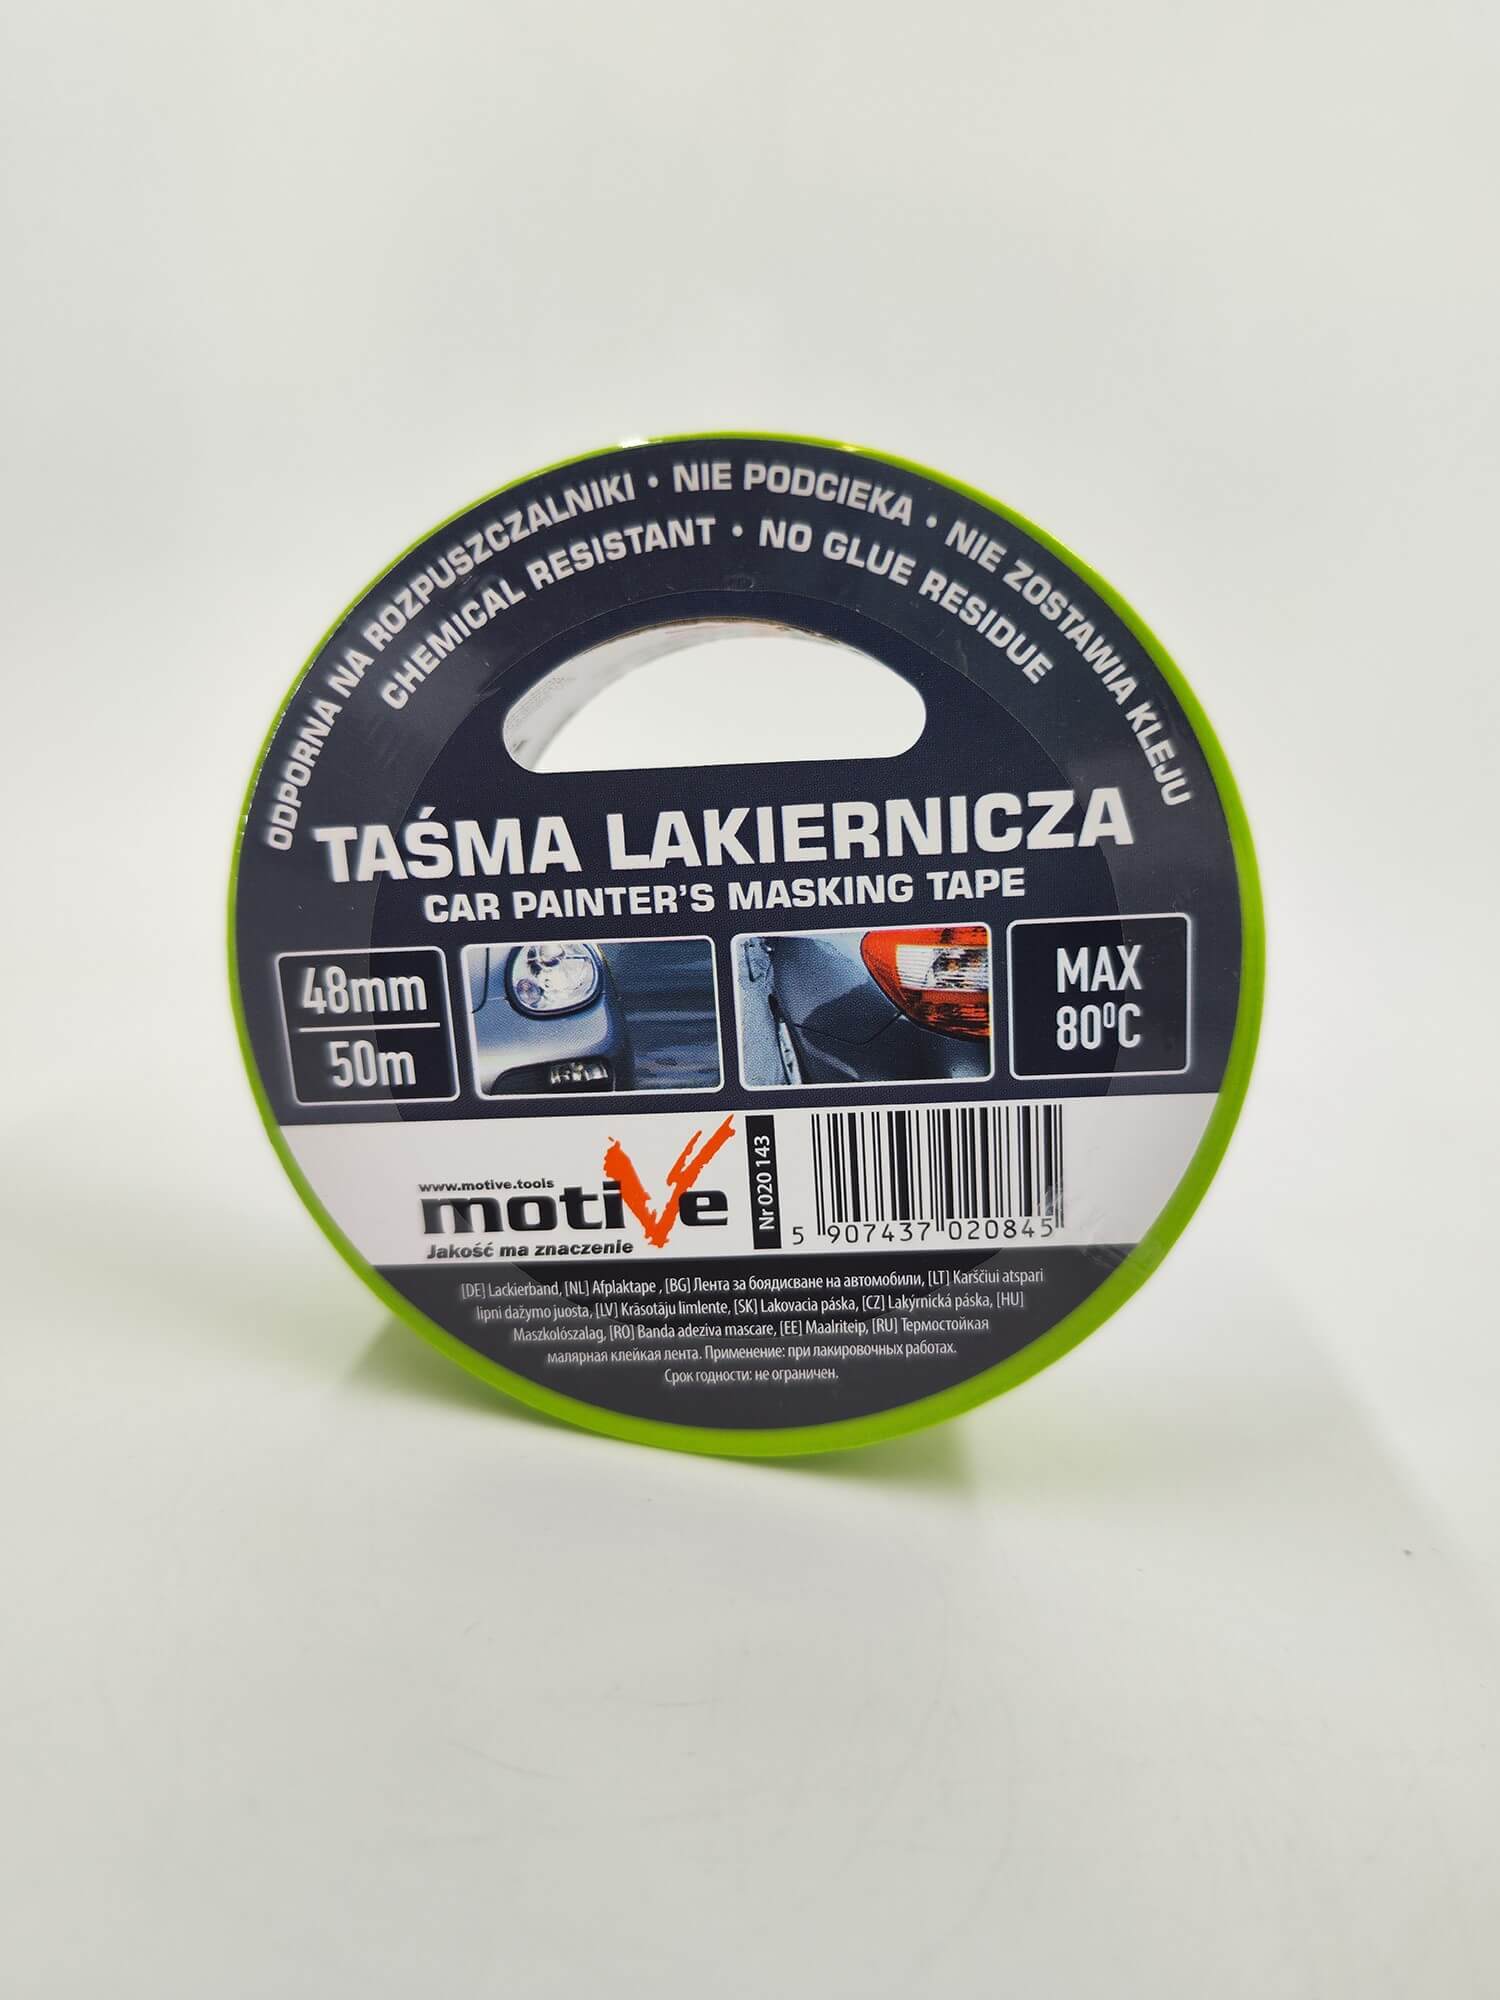 ODPORNA NA ROZPUSZCZALNIKI • NIE PODCIEKA • NIE ZOSTAWIA KLEJU
CHEMICAL RESISTANT • NO GLUE RESIDUE
TAŚMA LAKIERNICZA
CAR PAINTER'S MASKING TAPE
48mm
50m
MAX
80ºC
www.motive.tools
motive
Jakość ma znaczenie
Nr 020 143
5 907437 020845
[DE] Lackierband, [NL] Afplaktape , [BG] Лента за боядисване на автомобили, [LT] Karščiui atspari
lipni dažymo juosta, [LV] Krāsotāju līmlente, [SK] Lakovacia páska, [CZ] Lakýrnická páska, [HU]
Maszkolószalag, [RO] Banda adeziva mascare, [EE] Maalriteip, [RU] Термостойкая
малярная клейкая лента. Применение: при лакировочных работах.
Срок годности: не ограничен.